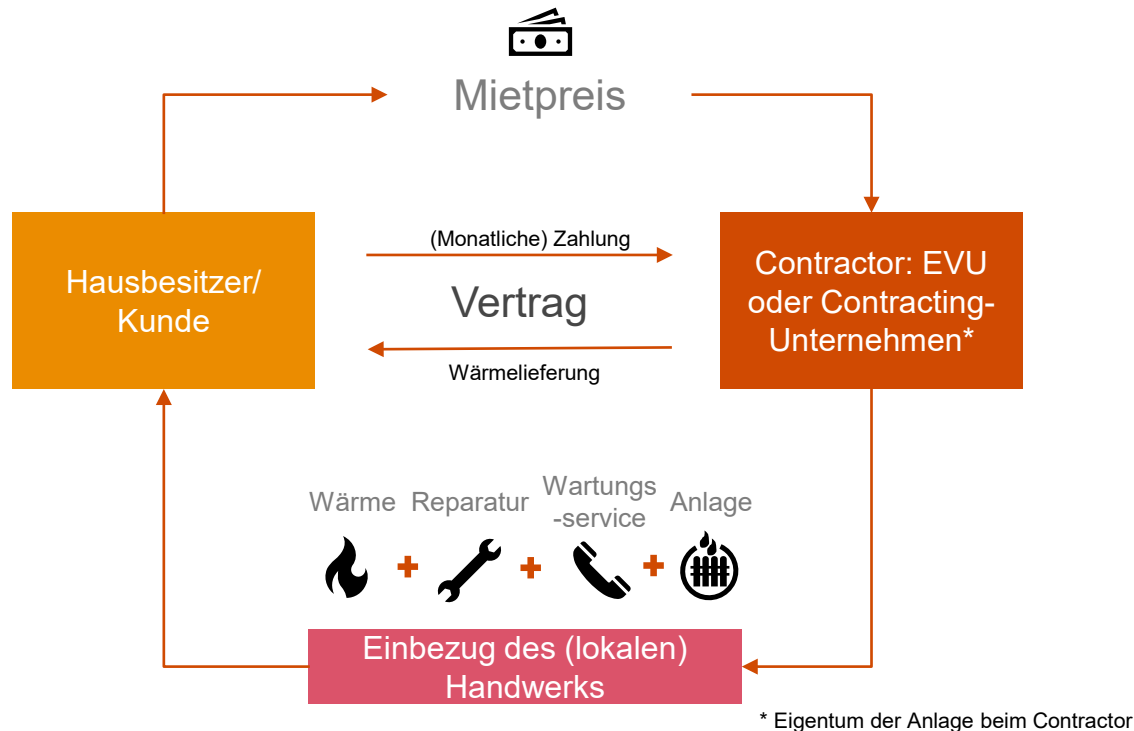 Mietpreis
Hausbesitzer/
Kunde
(Monatliche) Zahlung
Vertrag
Wärmelieferung
Contractor: EVU
oder Contracting-
Unternehmen*
Wärme
Reparatur
Wartungs
-service
Anlage
Einbezug des (lokalen)
Handwerks
* Eigentum der Anlage beim Contractor